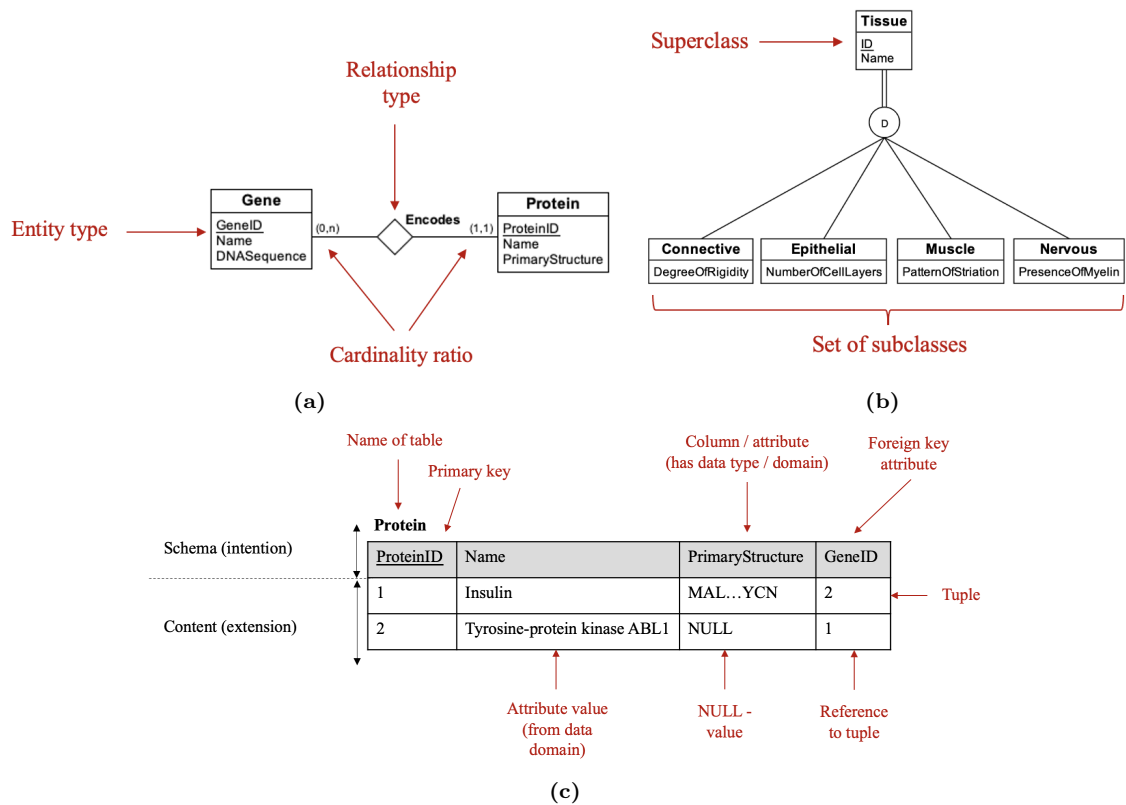 Relationship
type
Entity type
Gene
GeneID
Name
DNASequence
(0,n)
Encodes
(1,1)
Protein
ProteinID
Name
PrimaryStructure
Cardinality ratio
(a)
Superclass
Tissue
ID
Name
D
Connective
DegreeOfRigidity
Epithelial
NumberOfCellLayers
Muscle
PatternOfStriation
Nervous
PresenceOfMyelin
Set of subclasses
(b)
Name of table
Primary key
Column / attribute
(has data type / domain)
Foreign key
attribute
Schema (intention)
Content (extension)
Protein
ProteinID Name PrimaryStructure GeneID
1 Insulin MAL…YCN 2
2 Tyrosine-protein kinase ABL1 NULL 1
Tuple
Attribute value
(from data
domain)
NULL -
value
Reference
to tuple
(c)